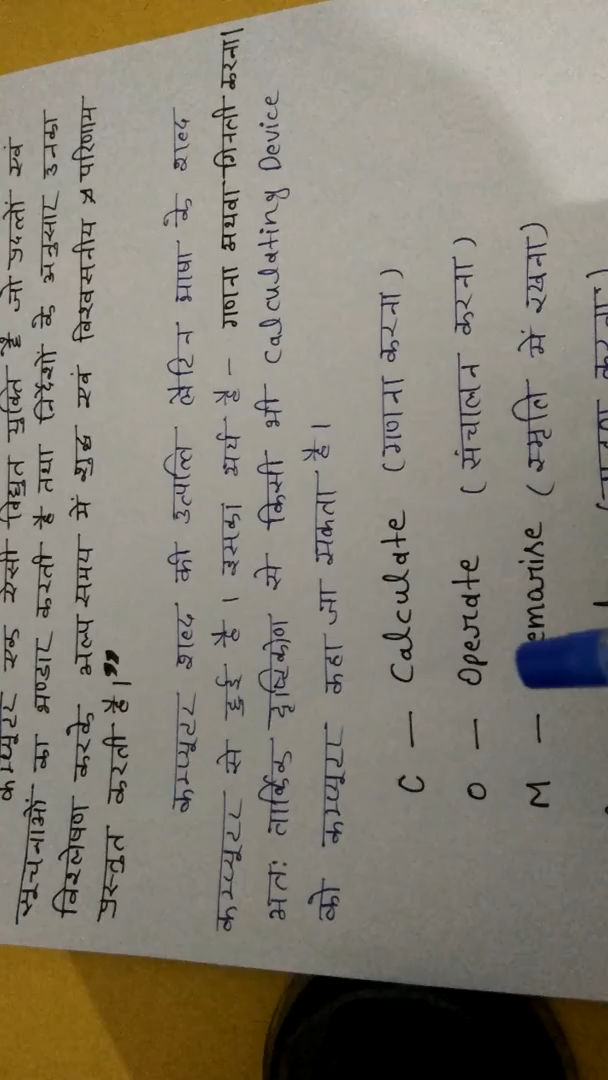 कम्प्यूटर एक ऐसी विद्युत युक्ति है जो प्रदत्तों एवं
सूचनाओं का भण्डार करती है तथा निर्देशों के अनुसार उनका
विश्लेषण करके अल्प समय में शुद्ध एवं विश्वसनीय परिणाम
प्रस्तुत करती है।”
कम्प्यूटर शब्द की उत्पत्ति लेटिन भाषा के शब्द
कम्प्यूटर से हुई है। इसका अर्थ है - गणना अथवा गिनती करना।
अतः तार्किक दृष्टिकोण से किसी भी Calculating Device
को कम्प्यूटर कहा जा सकता है।
C — Calculate (गणना करना)
O — Operate (संचालन करना)
M — emarise (स्मृति में रखना)
करना)